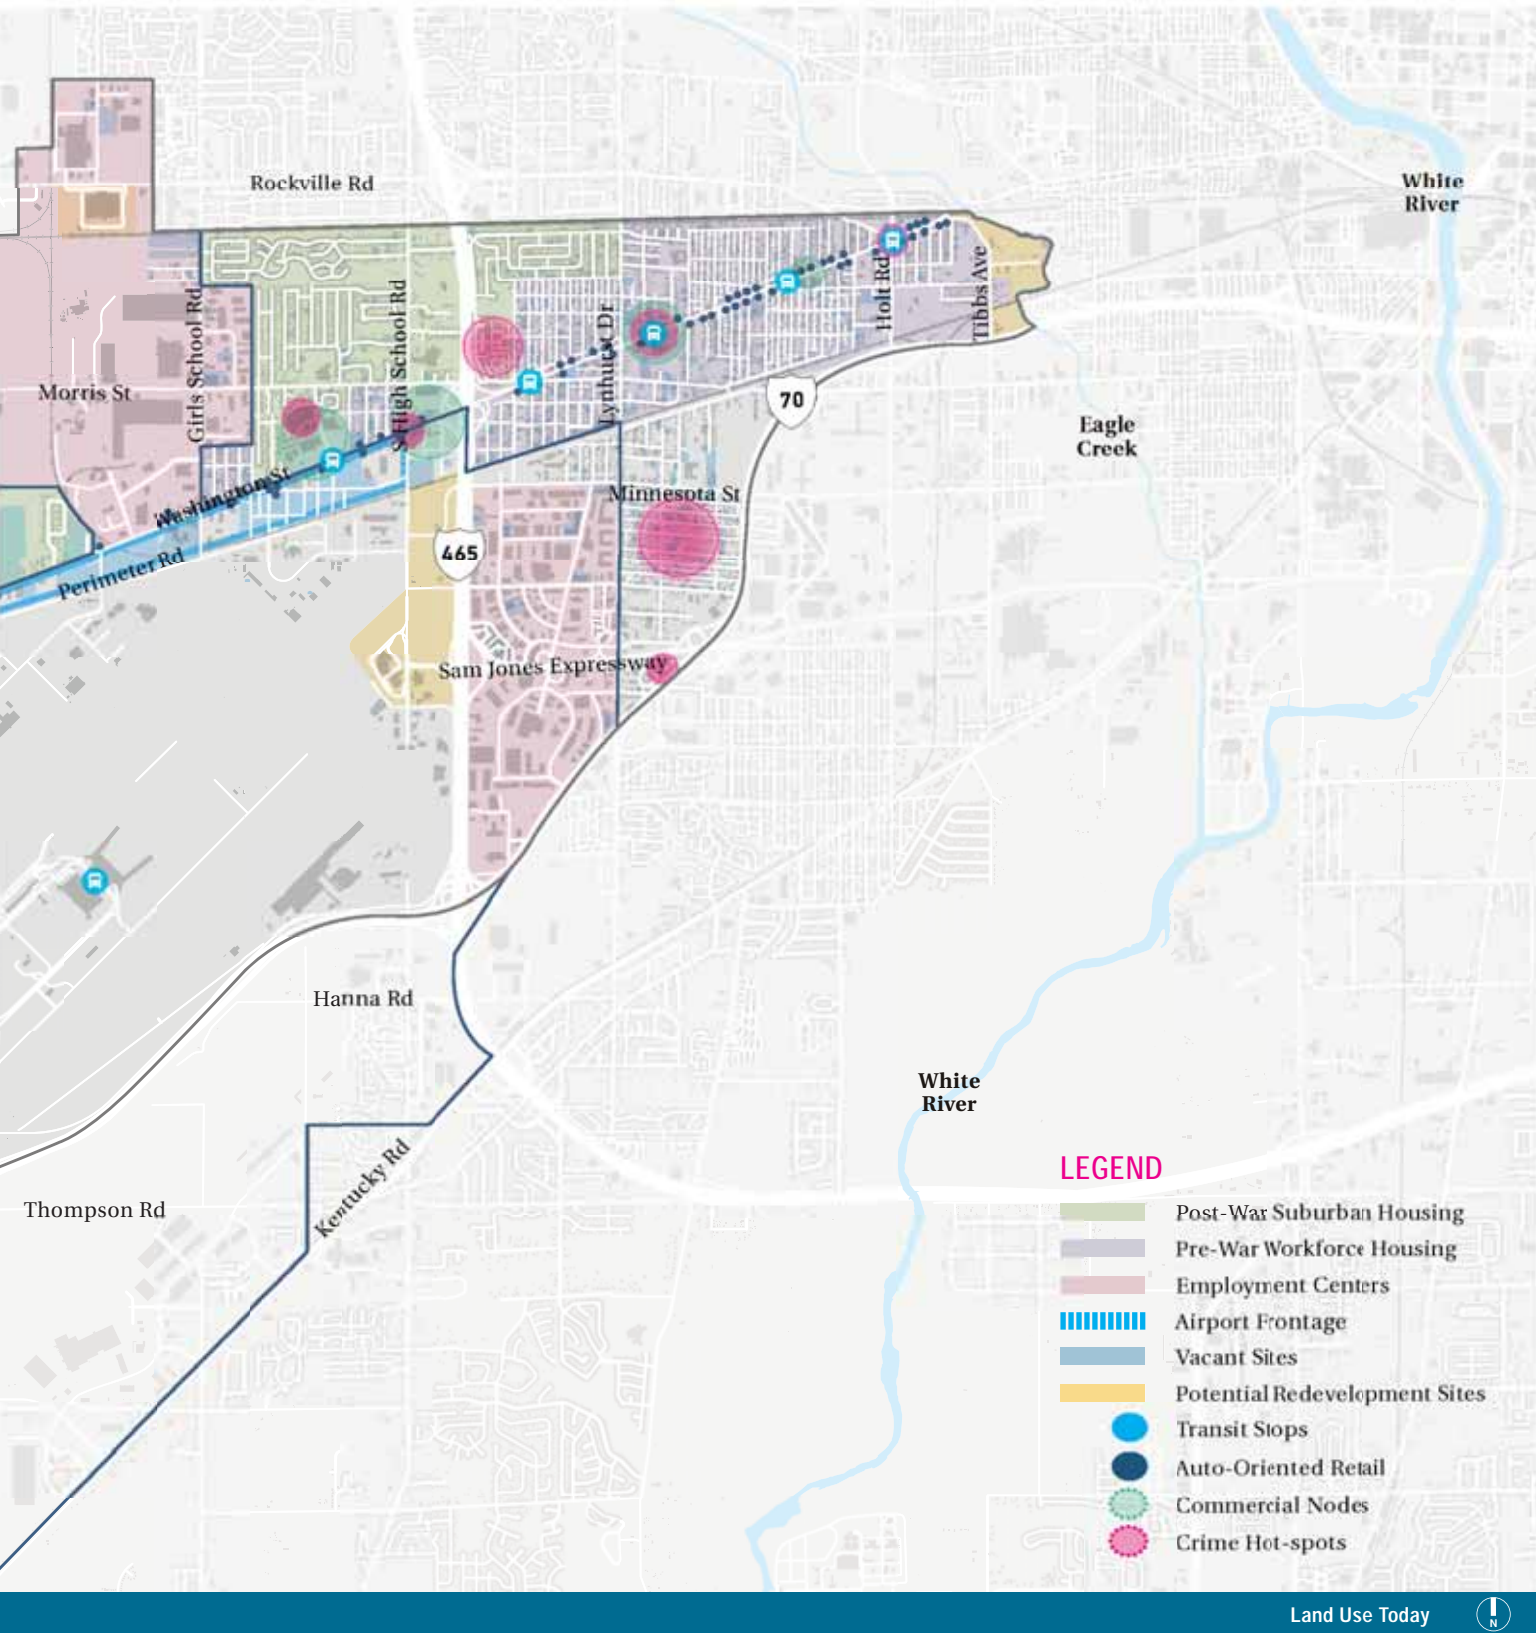 Rockville Rd
White
River
Girls School Rd
S High School Rd
Lynhurst Dr
Holt Rd
Tibbs Ave
Morris St
70
Eagle
Creek
Washington St
Minnesota St
465
Perimeter Rd
Sam Jones Expressway
Hanna Rd
White
River
Kentucky Rd
Thompson Rd
LEGEND
Post-War Suburban Housing
Pre-War Workforce Housing
Employment Centers
Airport Frontage
Vacant Sites
Potential Redevelopment Sites
Transit Stops
Auto-Oriented Retail
Commercial Nodes
Crime Hot-spots
Land Use Today
N